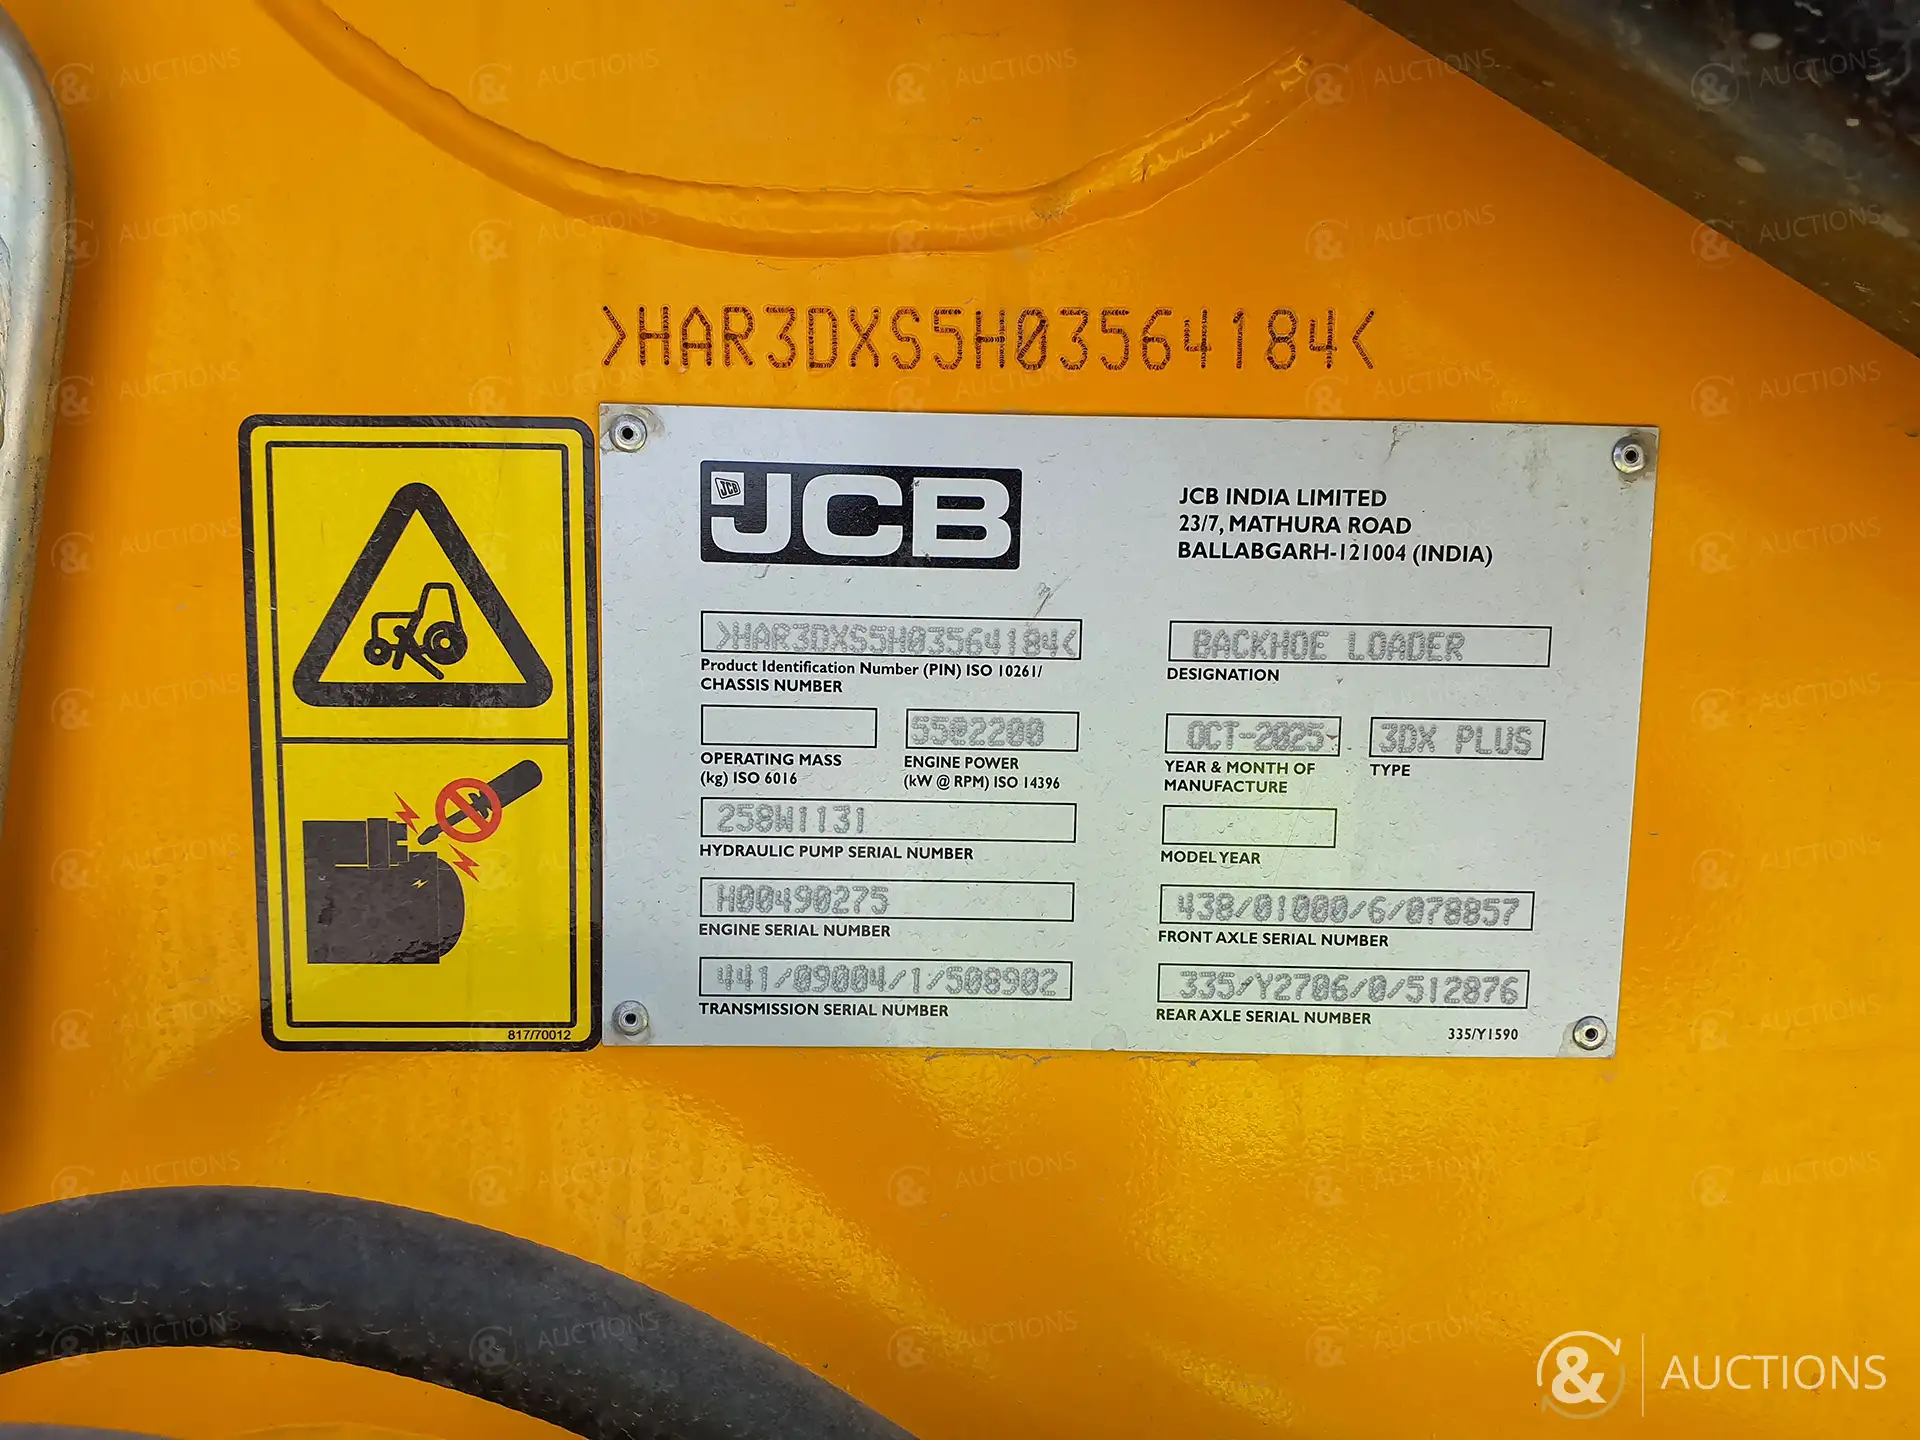 >HAR3DXS5H03564184<
JCB
JCB
JCB INDIA LIMITED
23/7, MATHURA ROAD
BALLABGARH-121004 (INDIA)
>HAR3DXS5H03564184<
Product Identification Number (PIN) ISO 10261/
CHASSIS NUMBER
BACKHOE LOADER
DESIGNATION
OPERATING MASS
(kg) ISO 6016
55@2200
ENGINE POWER
(kW @ RPM) ISO 14396
OCT-2025
YEAR & MONTH OF
MANUFACTURE
3DX PLUS
TYPE
258W1131
HYDRAULIC PUMP SERIAL NUMBER
MODEL YEAR
H00490275
ENGINE SERIAL NUMBER
438/01000/6/078857
FRONT AXLE SERIAL NUMBER
441/09004/1/508902
TRANSMISSION SERIAL NUMBER
335/Y2706/0/512876
REAR AXLE SERIAL NUMBER
335/Y1590
817/70012
& AUCTIONS